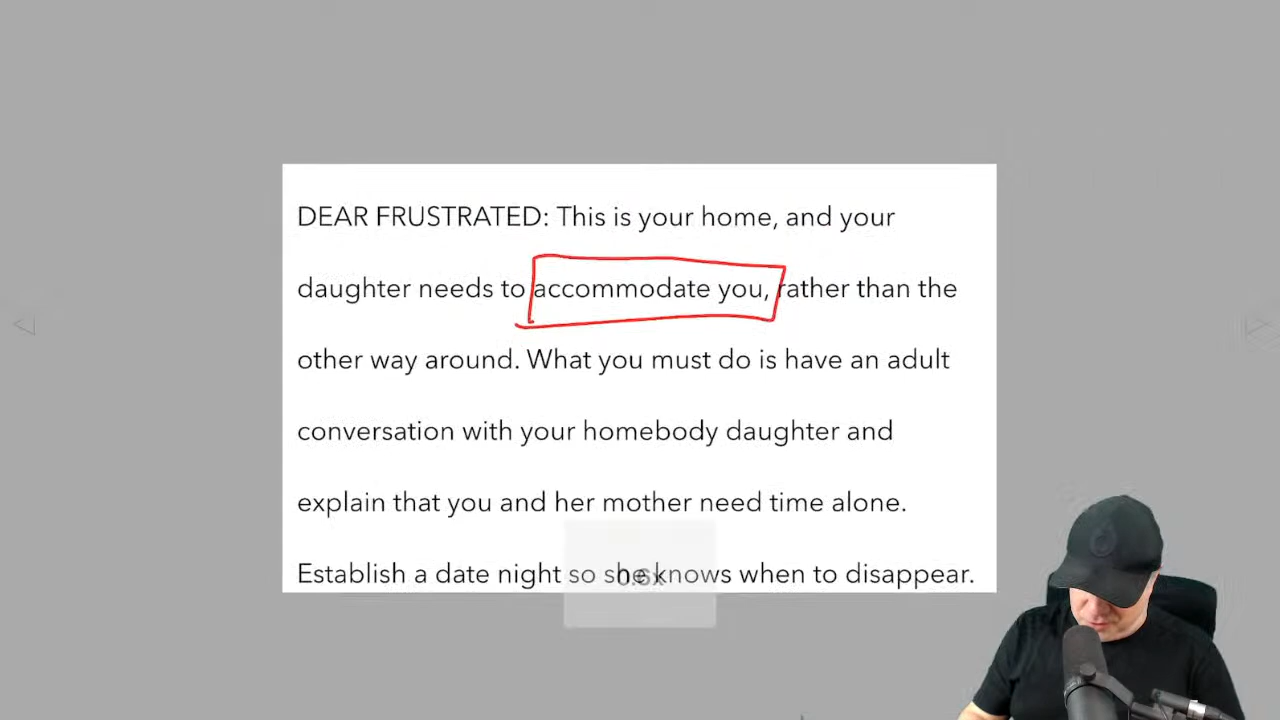 DEAR FRUSTRATED: This is your home, and your
daughter needs to accommodate you, rather than the
other way around. What you must do is have an adult
conversation with your homebody daughter and
explain that you and her mother need time alone.
Establish a date night so she knows when to disappear.